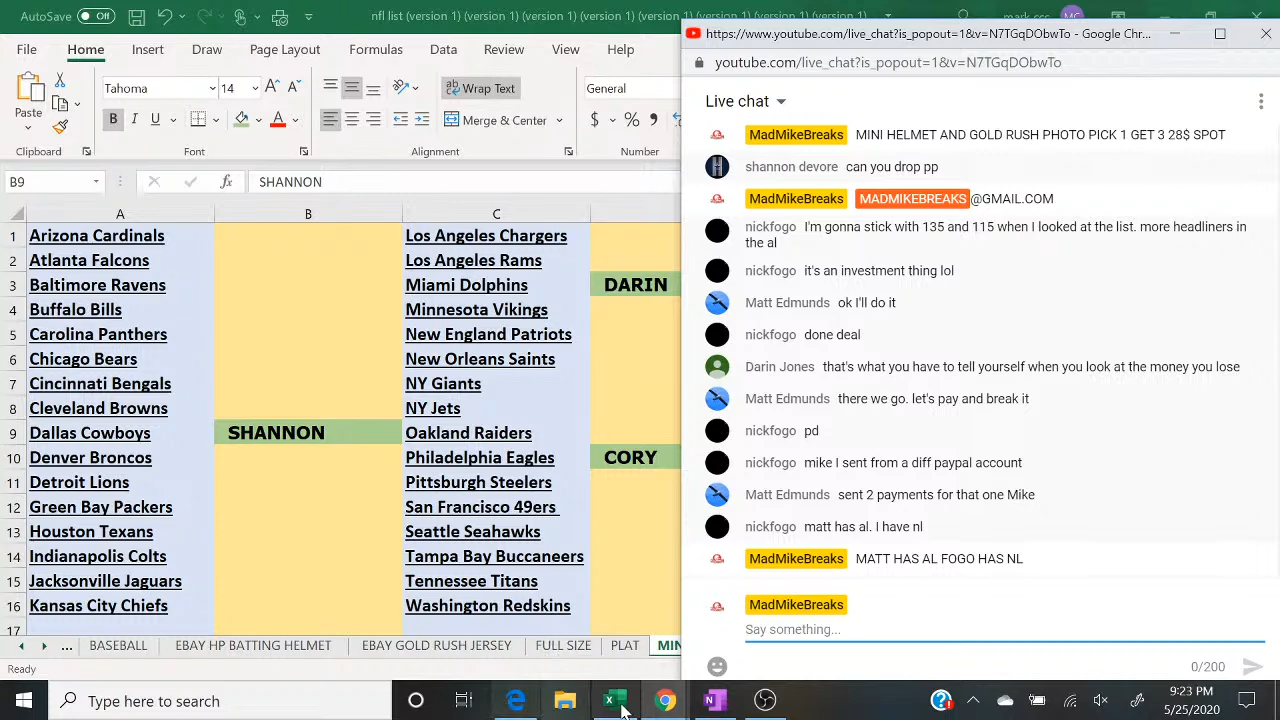 AutoSave Off nfl list (version 1) (version 1) (version 1) (version 1) (version 1) (version 1)
https://www.youtube.com/live_chat?is_popout=1&v=N7TGqDObwTo - Google Chr...
youtube.com/live_chat?is_popout=1&v=N7TGqDObwTo
File Home Insert Draw Page Layout Formulas Data Review View Help
Paste
Tahoma 14
B I U
Wrap Text
Merge & Center
General
$ % ,
Clipboard Font Alignment Number
B9 fx SHANNON
A B C
1 Arizona Cardinals Los Angeles Chargers
2 Atlanta Falcons Los Angeles Rams
3 Baltimore Ravens Miami Dolphins DARIN
4 Buffalo Bills Minnesota Vikings
5 Carolina Panthers New England Patriots
6 Chicago Bears New Orleans Saints
7 Cincinnati Bengals NY Giants
8 Cleveland Browns NY Jets
9 Dallas Cowboys SHANNON Oakland Raiders
10 Denver Broncos Philadelphia Eagles CORY
11 Detroit Lions Pittsburgh Steelers
12 Green Bay Packers San Francisco 49ers
13 Houston Texans Seattle Seahawks
14 Indianapolis Colts Tampa Bay Buccaneers
15 Jacksonville Jaguars Tennessee Titans
16 Kansas City Chiefs Washington Redskins
17
... BASEBALL EBAY HP BATTING HELMET EBAY GOLD RUSH JERSEY FULL SIZE PLAT MIN
Ready
Live chat
MadMikeBreaks MINI HELMET AND GOLD RUSH PHOTO PICK 1 GET 3 28$ SPOT
shannon devore can you drop pp
MadMikeBreaks MADMIKEBREAKS@GMAIL.COM
nickfogo I'm gonna stick with 135 and 115 when I looked at the list. more headliners in
the al
nickfogo it's an investment thing lol
Matt Edmunds ok I'll do it
nickfogo done deal
Darin Jones that's what you have to tell yourself when you look at the money you lose
Matt Edmunds there we go. let's pay and break it
nickfogo pd
nickfogo mike I sent from a diff paypal account
Matt Edmunds sent 2 payments for that one Mike
nickfogo matt has al. I have nl
MadMikeBreaks MATT HAS AL FOGO HAS NL
MadMikeBreaks
Say something...
0/200
Type here to search
9:23 PM
5/25/2020